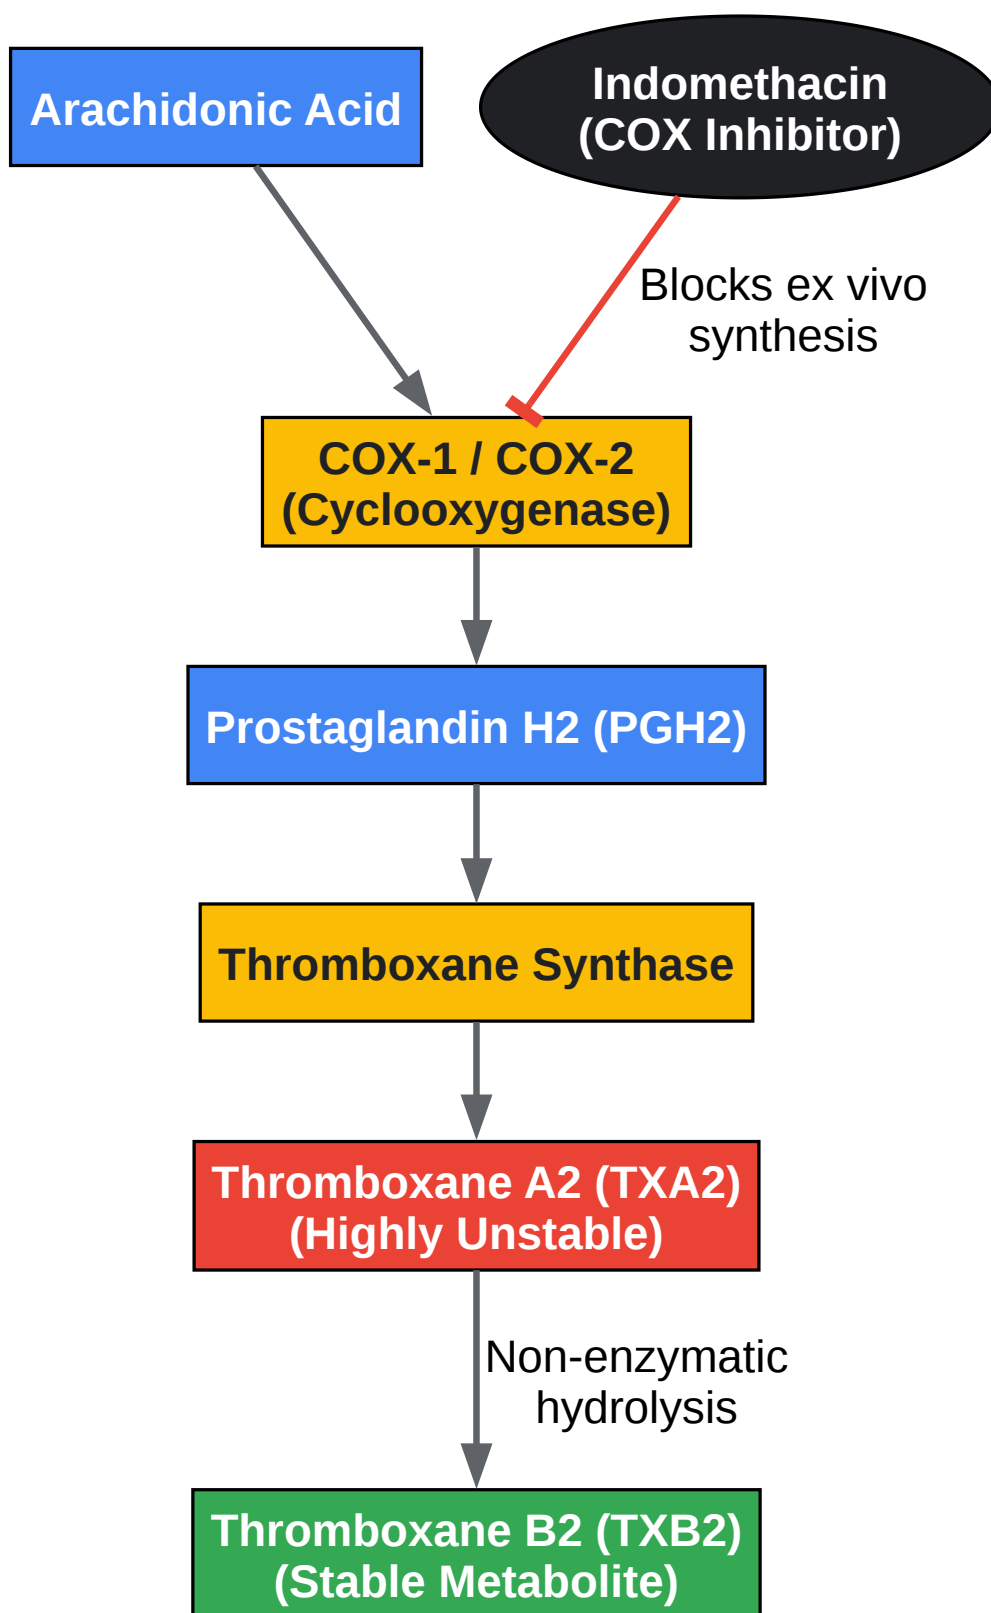 Arachidonic Acid
Indomethacin
(COX Inhibitor)
Blocks ex vivo
synthesis
COX-1 / COX-2
(Cyclooxygenase)
Prostaglandin H2 (PGH2)
Thromboxane Synthase
Thromboxane A2 (TXA2)
(Highly Unstable)
Non-enzymatic
hydrolysis
Thromboxane B2 (TXB2)
(Stable Metabolite)